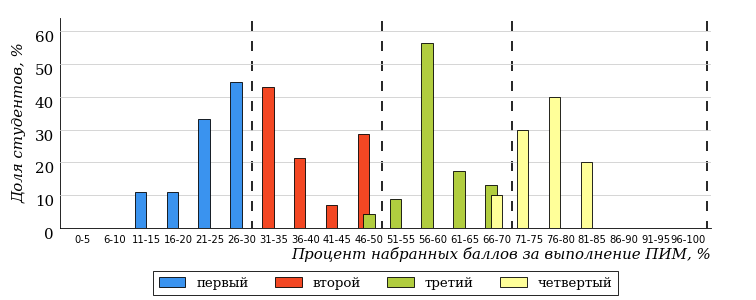 Доля студентов, %
60
50
40
30
20
10
0
0-5 6-10 11-15 16-20 21-25 26-30 31-35 36-40 41-45 46-50 51-55 56-60 61-65 66-70 71-75 76-80 81-85 86-90 91-95 96-100
Процент набранных баллов за выполнение ПИМ, %
первый второй третий четвертый